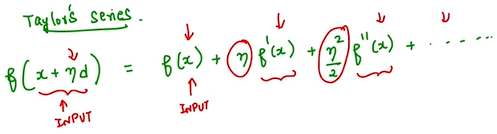 Taylor's series.
f(x + ηd) = f(x) + η f'(x) + η²/2 f''(x) + ......
INPUT INPUT